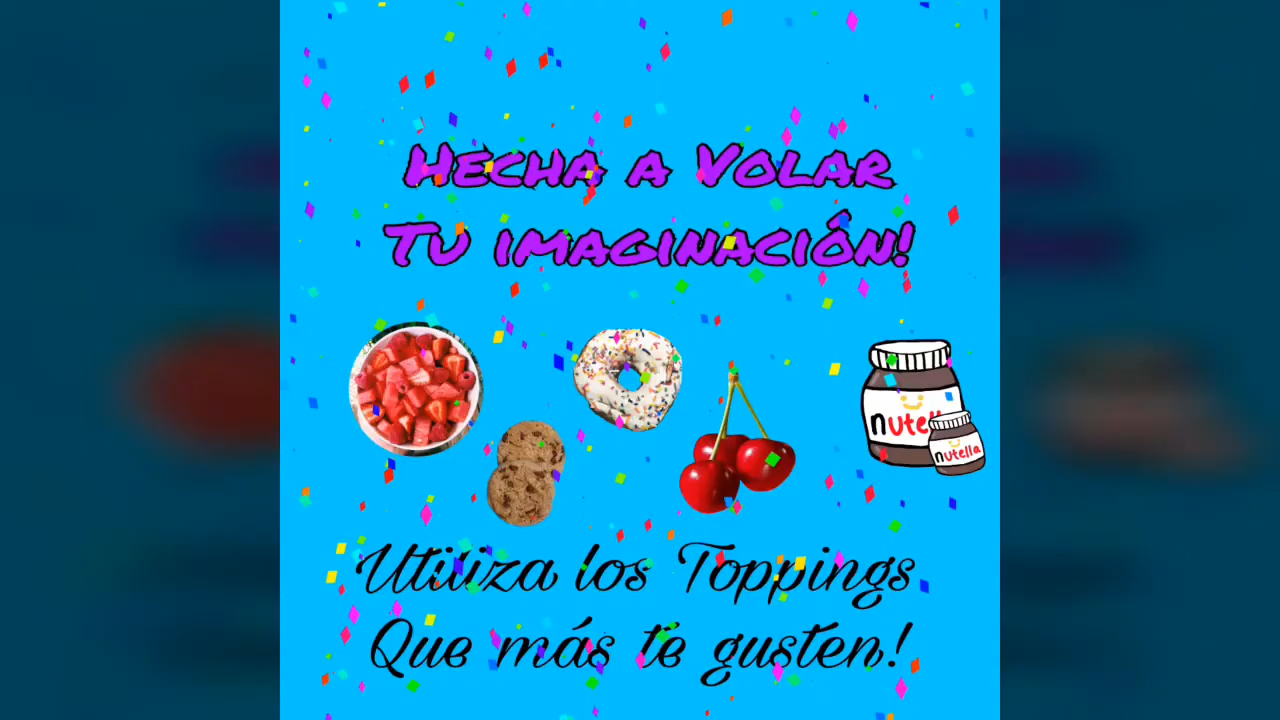 Hecha a Volar
Tu imaginación!
nutella
nutella
Utiliza los Toppings
Que más te gusten!